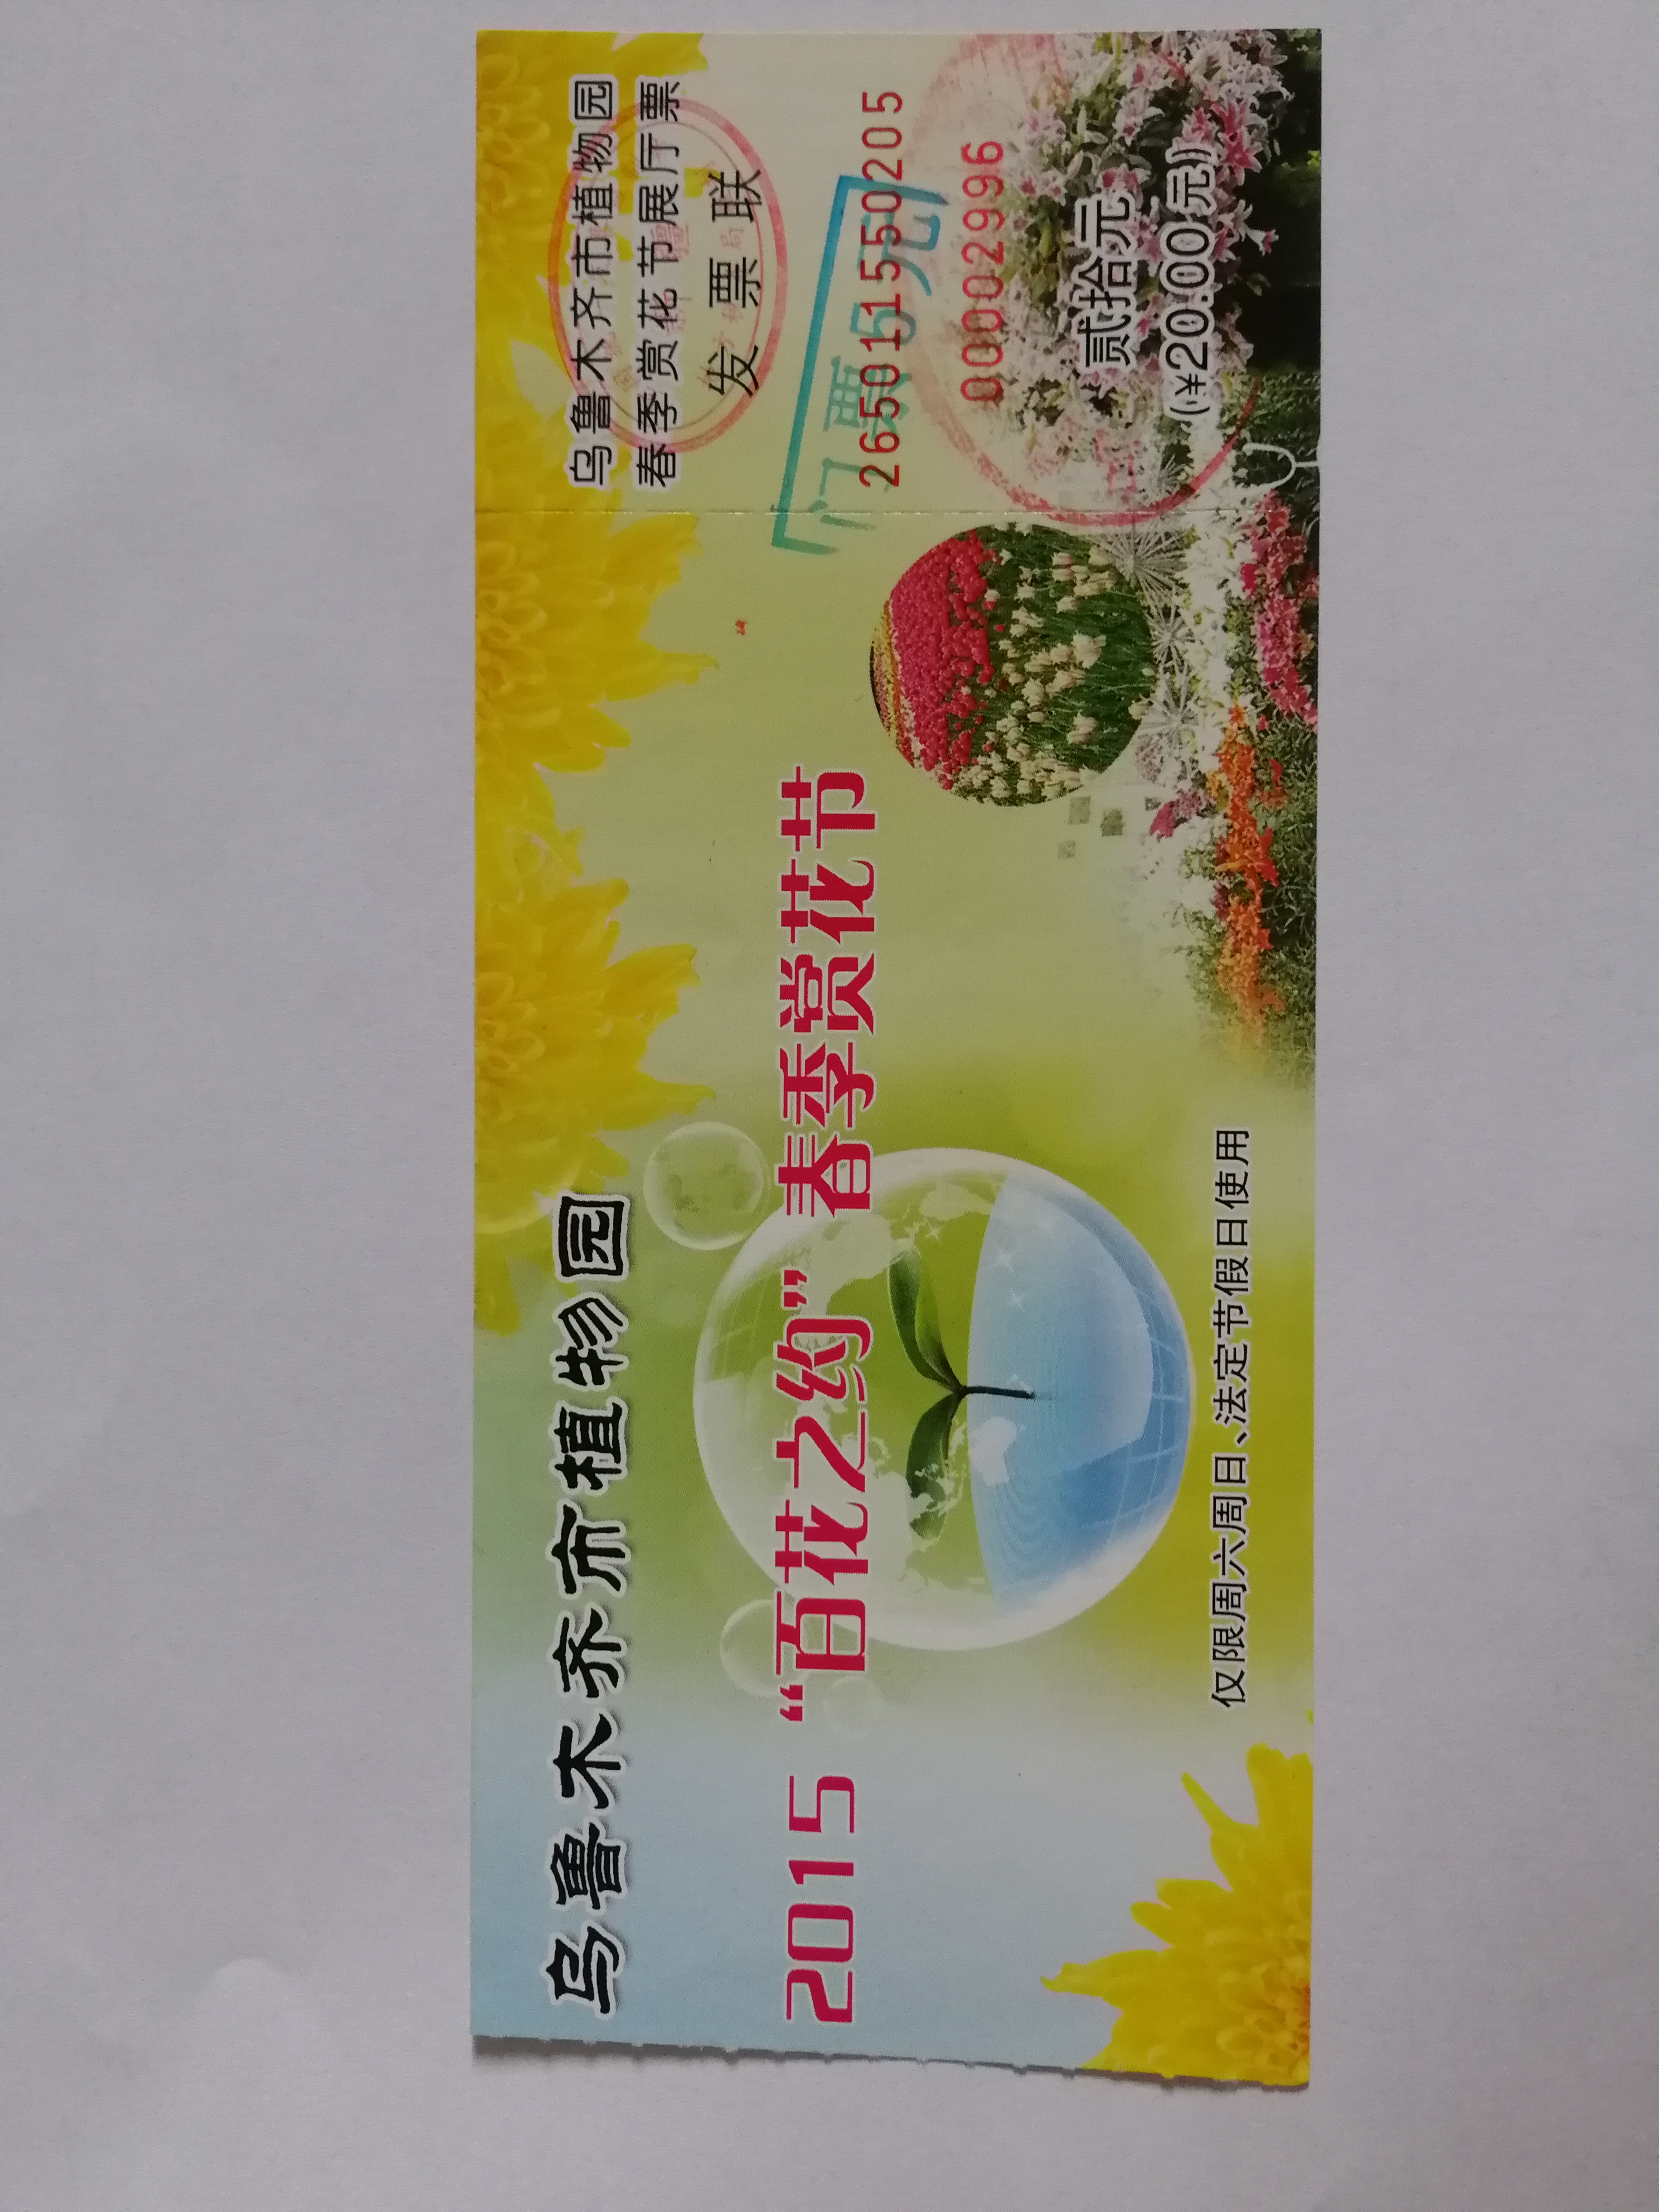 乌鲁木齐市植物园
2015“百花之约”春季赏花节
仅限周六周日、法定节假日使用
乌鲁木齐市植物园
春季赏花节展厅票
发票联
门票15元
265011550205
00002996
贰拾元
(¥20.00元)